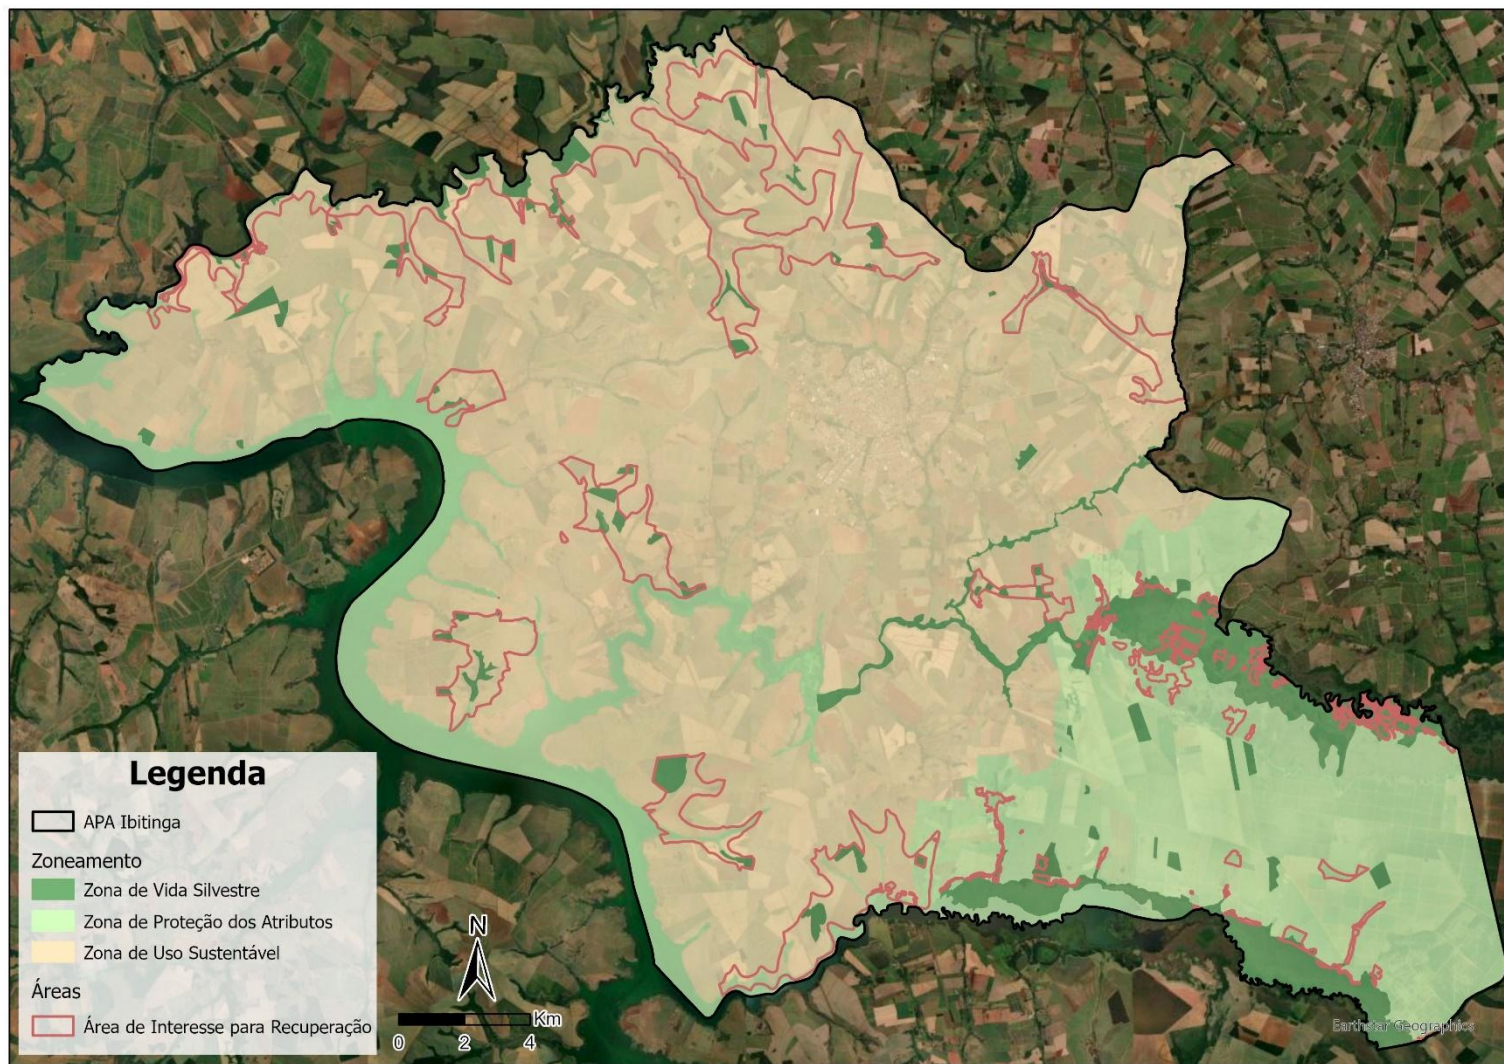 Legenda
APA Ibitinga
Zoneamento
Zona de Vida Silvestre
Zona de Proteção dos Atributos
Zona de Uso Sustentável
Áreas
Área de Interesse para Recuperação
N
Km
0 2 4
Earthstar Geographics